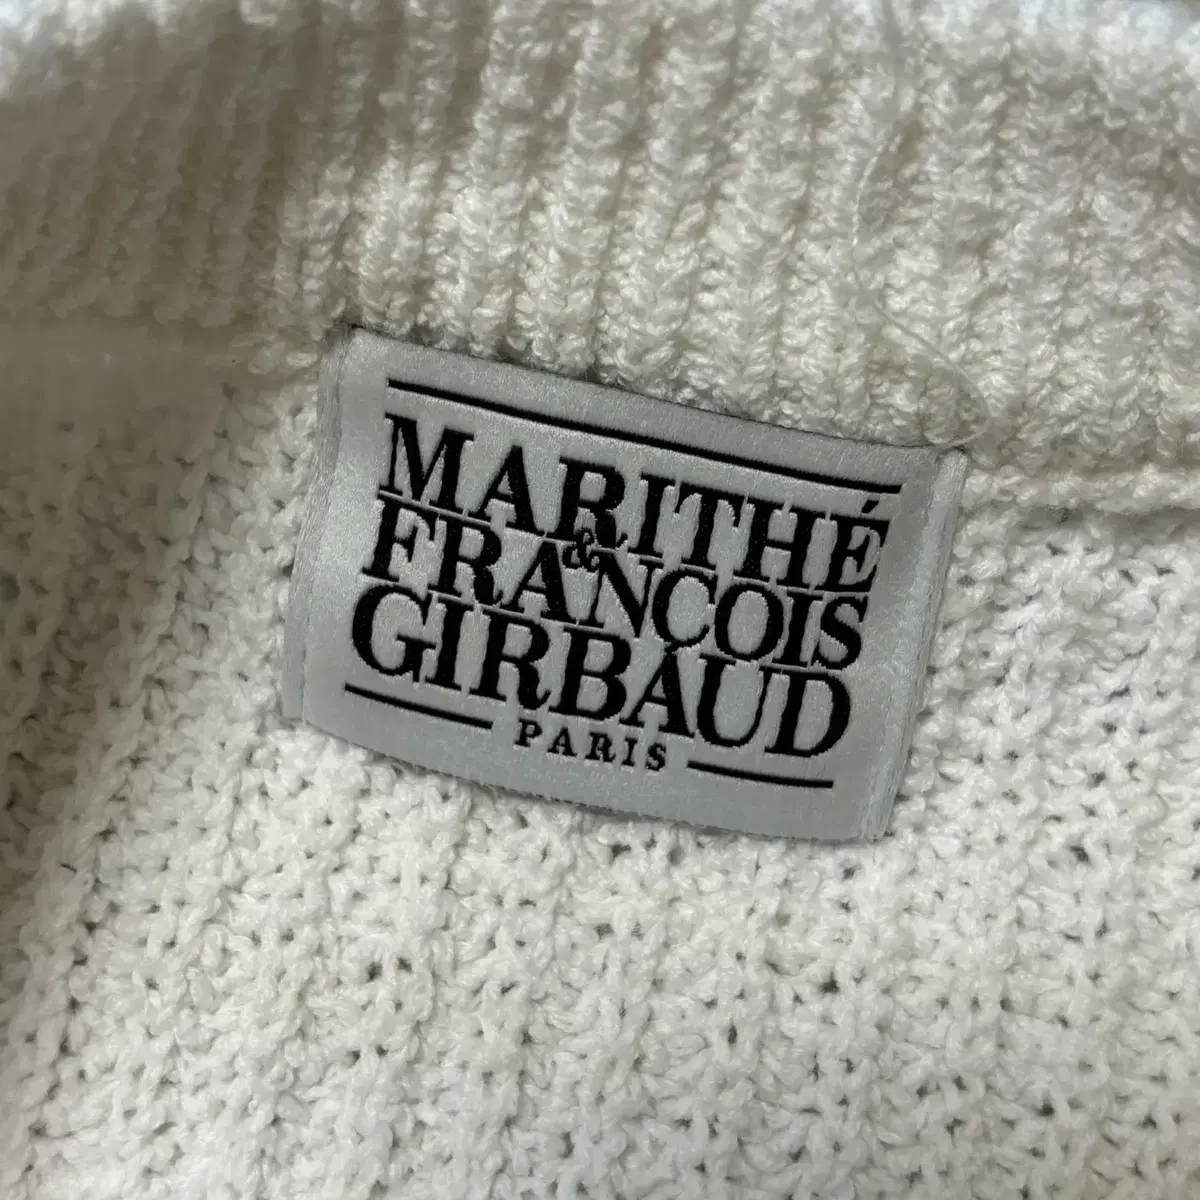 MARITHÉ
&
FRANÇOIS
GIRBAUD
PARIS